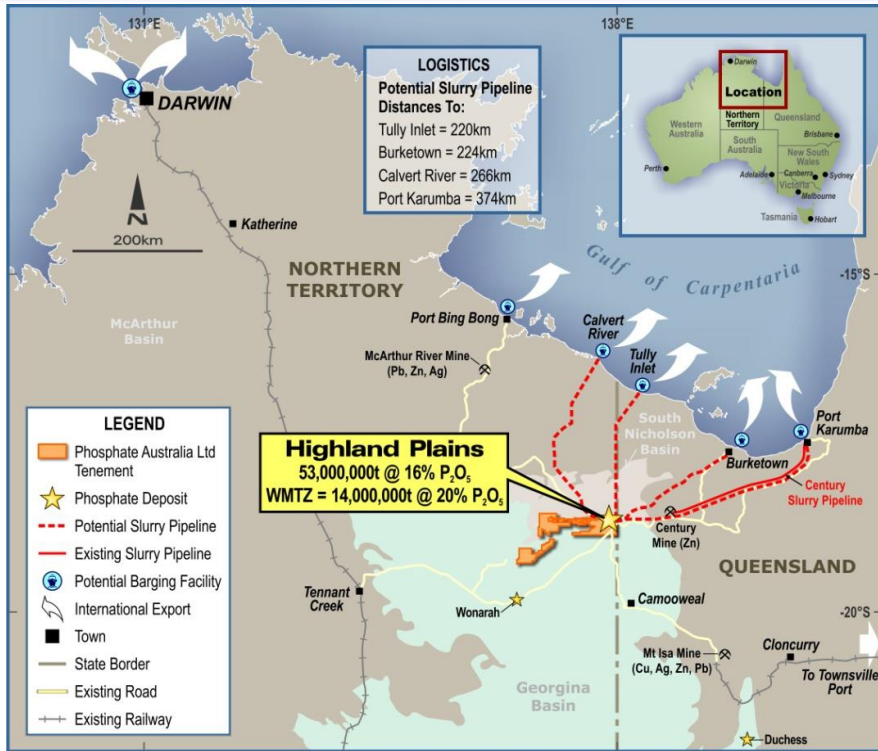 131°E
138°E
DARWIN
N
200km
Katherine
LOGISTICS
Potential Slurry Pipeline
Distances To:
Tully Inlet = 220km
Burketown = 224km
Calvert River = 266km
Port Karumba = 374km
Darwin
Location
Northern
Territory
Western
Australia
Queensland
South
Australia
Brisbane
New South
Wales
Perth
Adelaide
Canberra
Sydney
Victoria
Melbourne
Tasmania
Hobart
-15°S
Gulf of Carpentaria
NORTHERN
TERRITORY
McArthur
Basin
Port Bing Bong
McArthur River Mine
(Pb, Zn, Ag)
Calvert
River
Tully
Inlet
South
Nicholson
Basin
Port
Karumba
Burketown
Century
Slurry Pipeline
Highland Plains
53,000,000t @ 16% P₂O₅
WMTZ = 14,000,000t @ 20% P₂O₅
Century
Mine (Zn)
QUEENSLAND
Tennant
Creek
Wonarah
Camooweal
-20°S
Mt Isa Mine
(Cu, Ag, Zn, Pb)
Cloncurry
To Townsville
Port
Georgina
Basin
Duchess
LEGEND
Phosphate Australia Ltd
Tenement
Phosphate Deposit
Potential Slurry Pipeline
Existing Slurry Pipeline
Potential Barging Facility
International Export
Town
State Border
Existing Road
Existing Railway